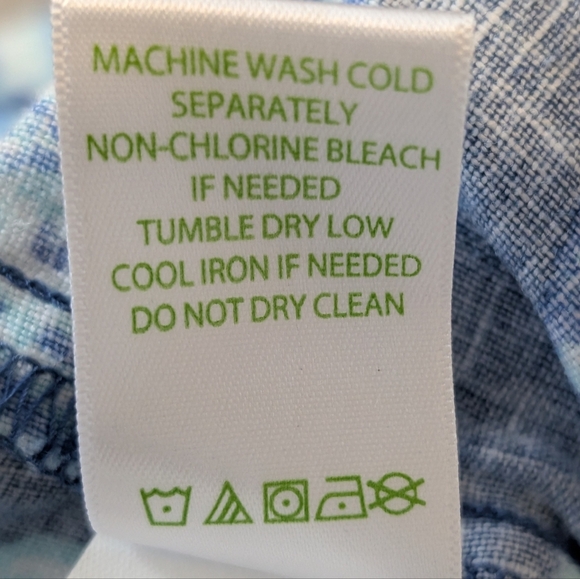 MACHINE WASH COLD
SEPARATELY
NON-CHLORINE BLEACH
IF NEEDED
TUMBLE DRY LOW
COOL IRON IF NEEDED
DO NOT DRY CLEAN